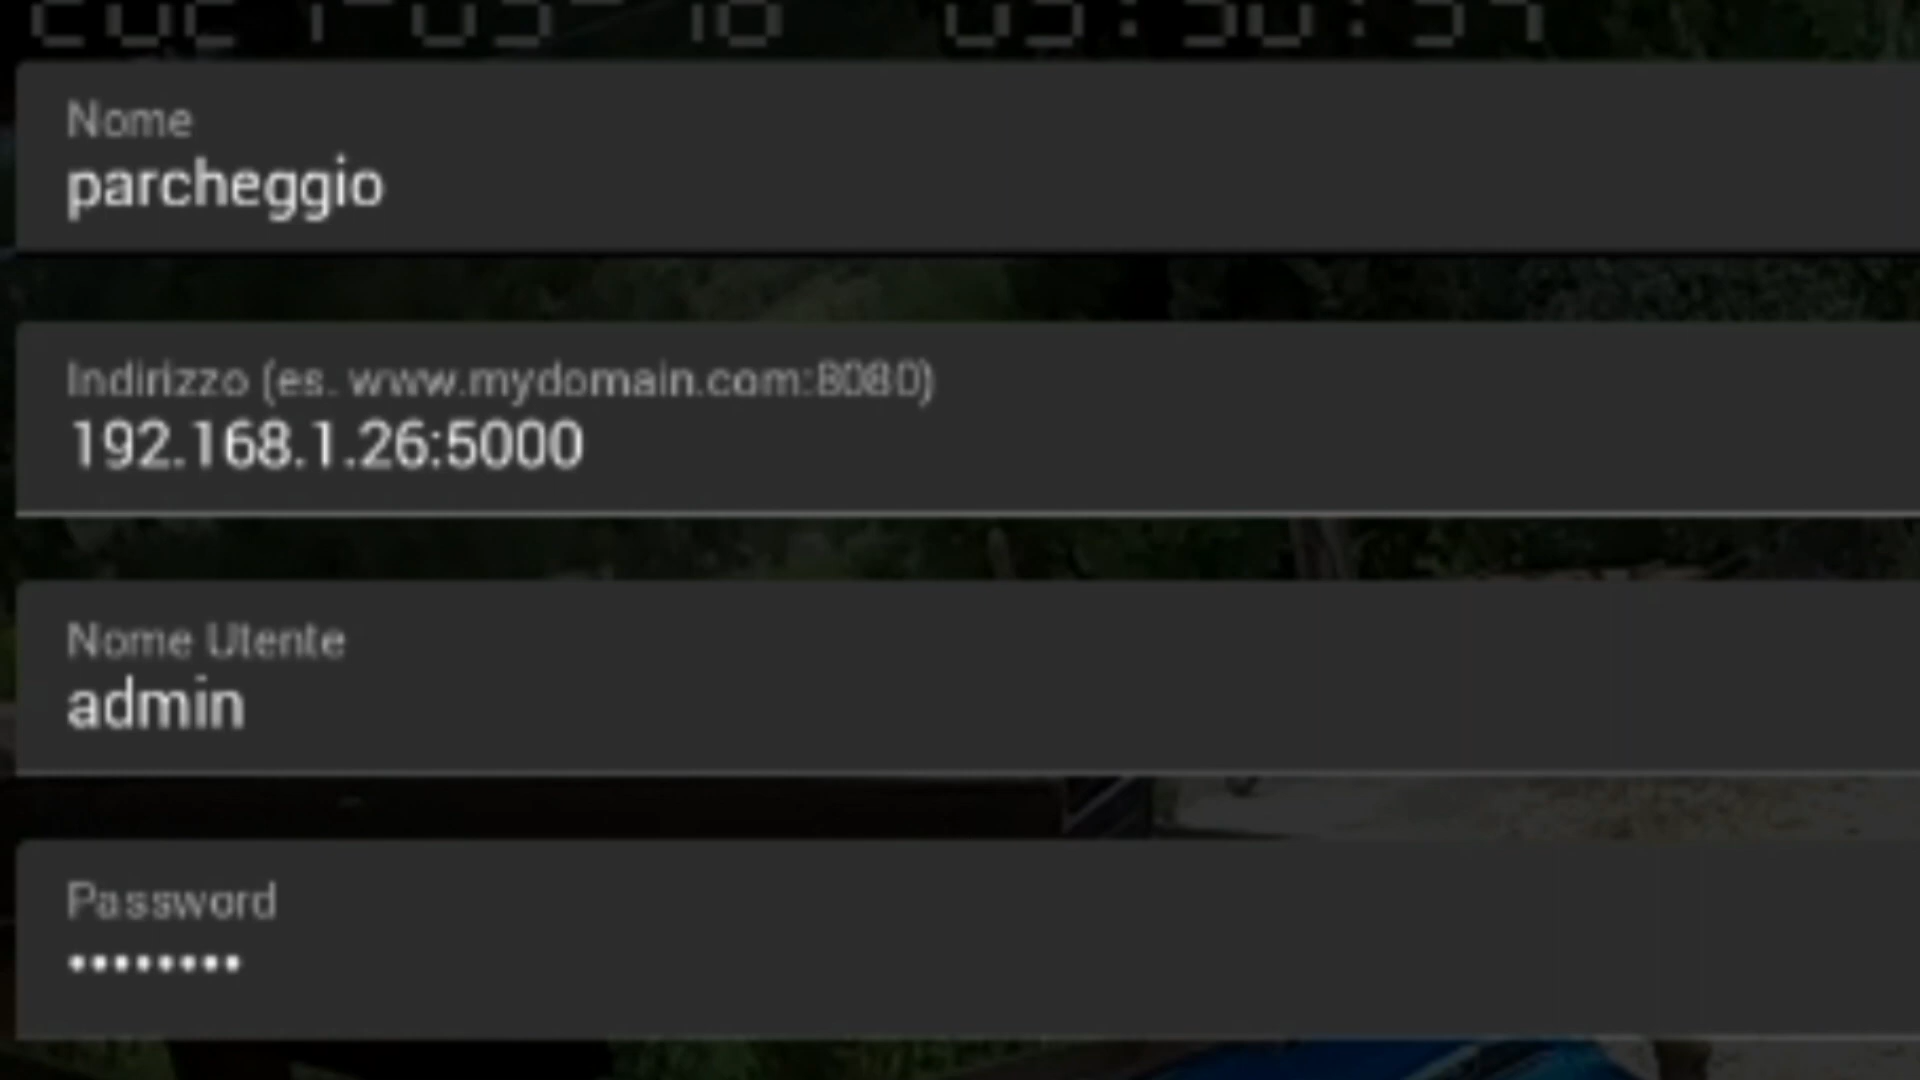 Nome
parcheggio
Indirizzo (es. www.mydomain.com:8080)
192.168.1.26:5000
Nome Utente
admin
Password
••••••••